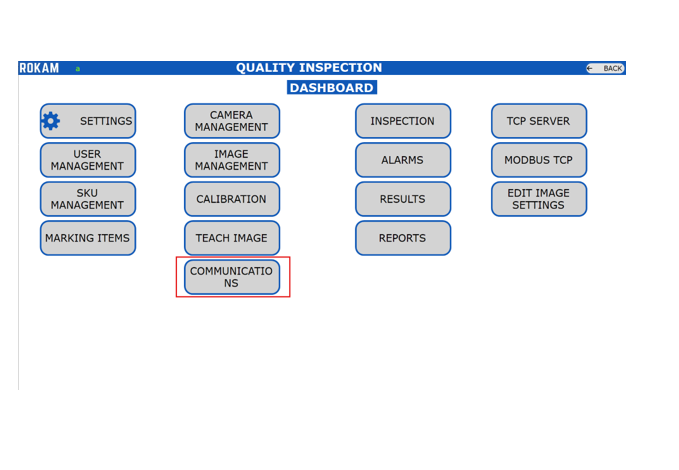 ROKAM a QUALITY INSPECTION ← BACK
DASHBOARD
SETTINGS
USER
MANAGEMENT
SKU
MANAGEMENT
MARKING ITEMS
CAMERA
MANAGEMENT
IMAGE
MANAGEMENT
CALIBRATION
TEACH IMAGE
COMMUNICATIO
NS
INSPECTION
ALARMS
RESULTS
REPORTS
TCP SERVER
MODBUS TCP
EDIT IMAGE
SETTINGS